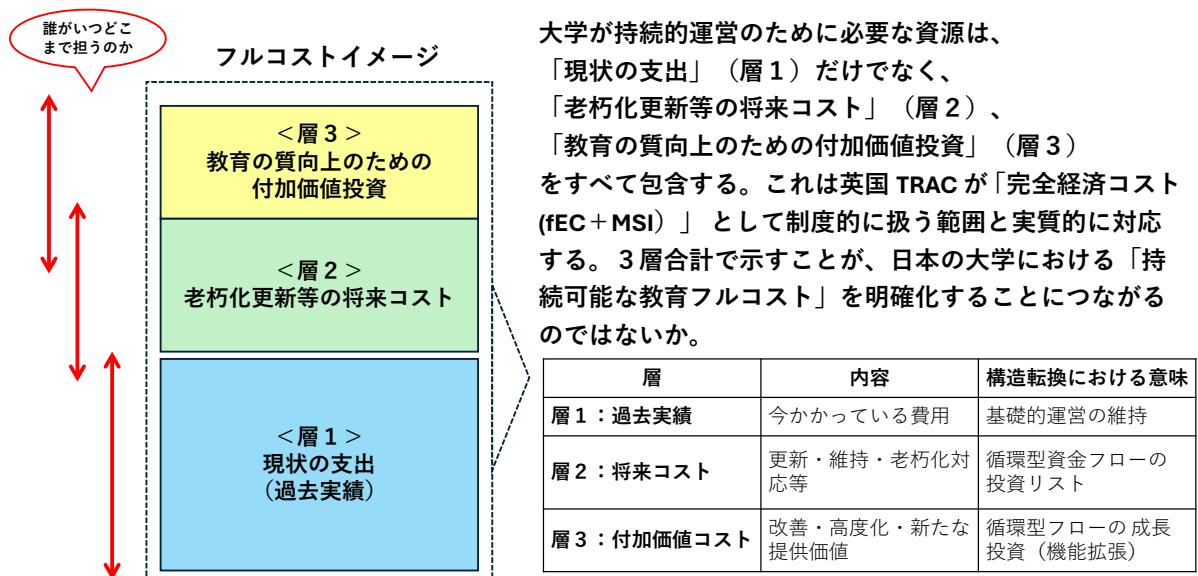 誰がいつどこ
まで担うのか
フルコストイメージ
＜層３＞
教育の質向上のための
付加価値投資
＜層２＞
老朽化更新等の将来コスト
＜層１＞
現状の支出
（過去実績）
大学が持続的運営のために必要な資源は、
「現状の支出」（層１）だけでなく、
「老朽化更新等の将来コスト」（層２）、
「教育の質向上のための付加価値投資」（層３）
をすべて包含する。これは英国 TRAC が「完全経済コスト
(fEC＋MSI）」 として制度的に扱う範囲と実質的に対応
する。３層合計で示すことが、日本の大学における「持
続可能な教育フルコスト」を明確化することにつながる
のではないか。
層 内容 構造転換における意味
層１：過去実績 今かかっている費用 基礎的運営の維持
層２：将来コスト 更新・維持・老朽化対 循環型資金フローの
応等 投資リスト
層３：付加価値コスト 改善・高度化・新たな 循環型フローの 成長
提供価値 投資（機能拡張）